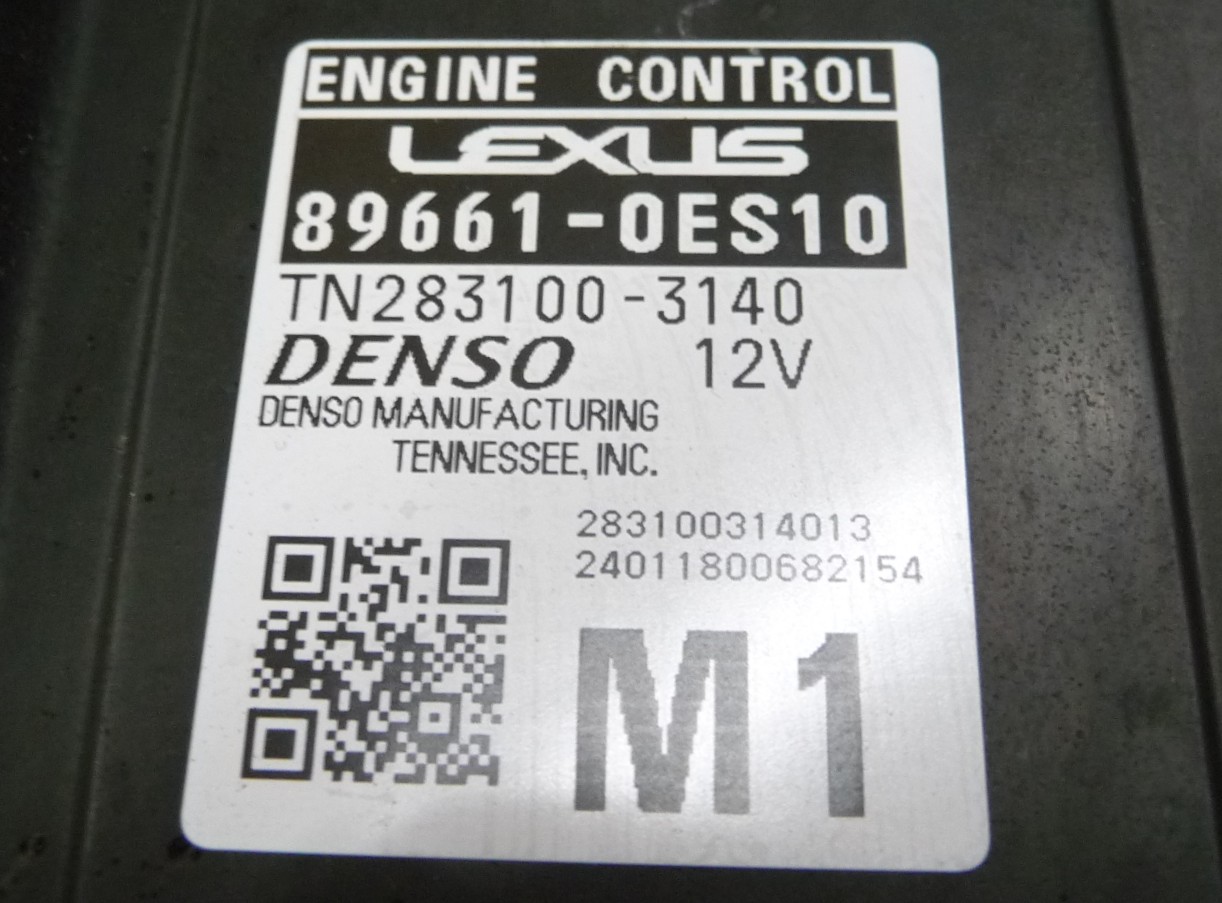 ENGINE CONTROL
LEXUS
89661-0ES10
TN283100-3140
DENSO 12V
DENSO MANUFACTURING
TENNESSEE, INC.
283100314013
24011800682154
M1